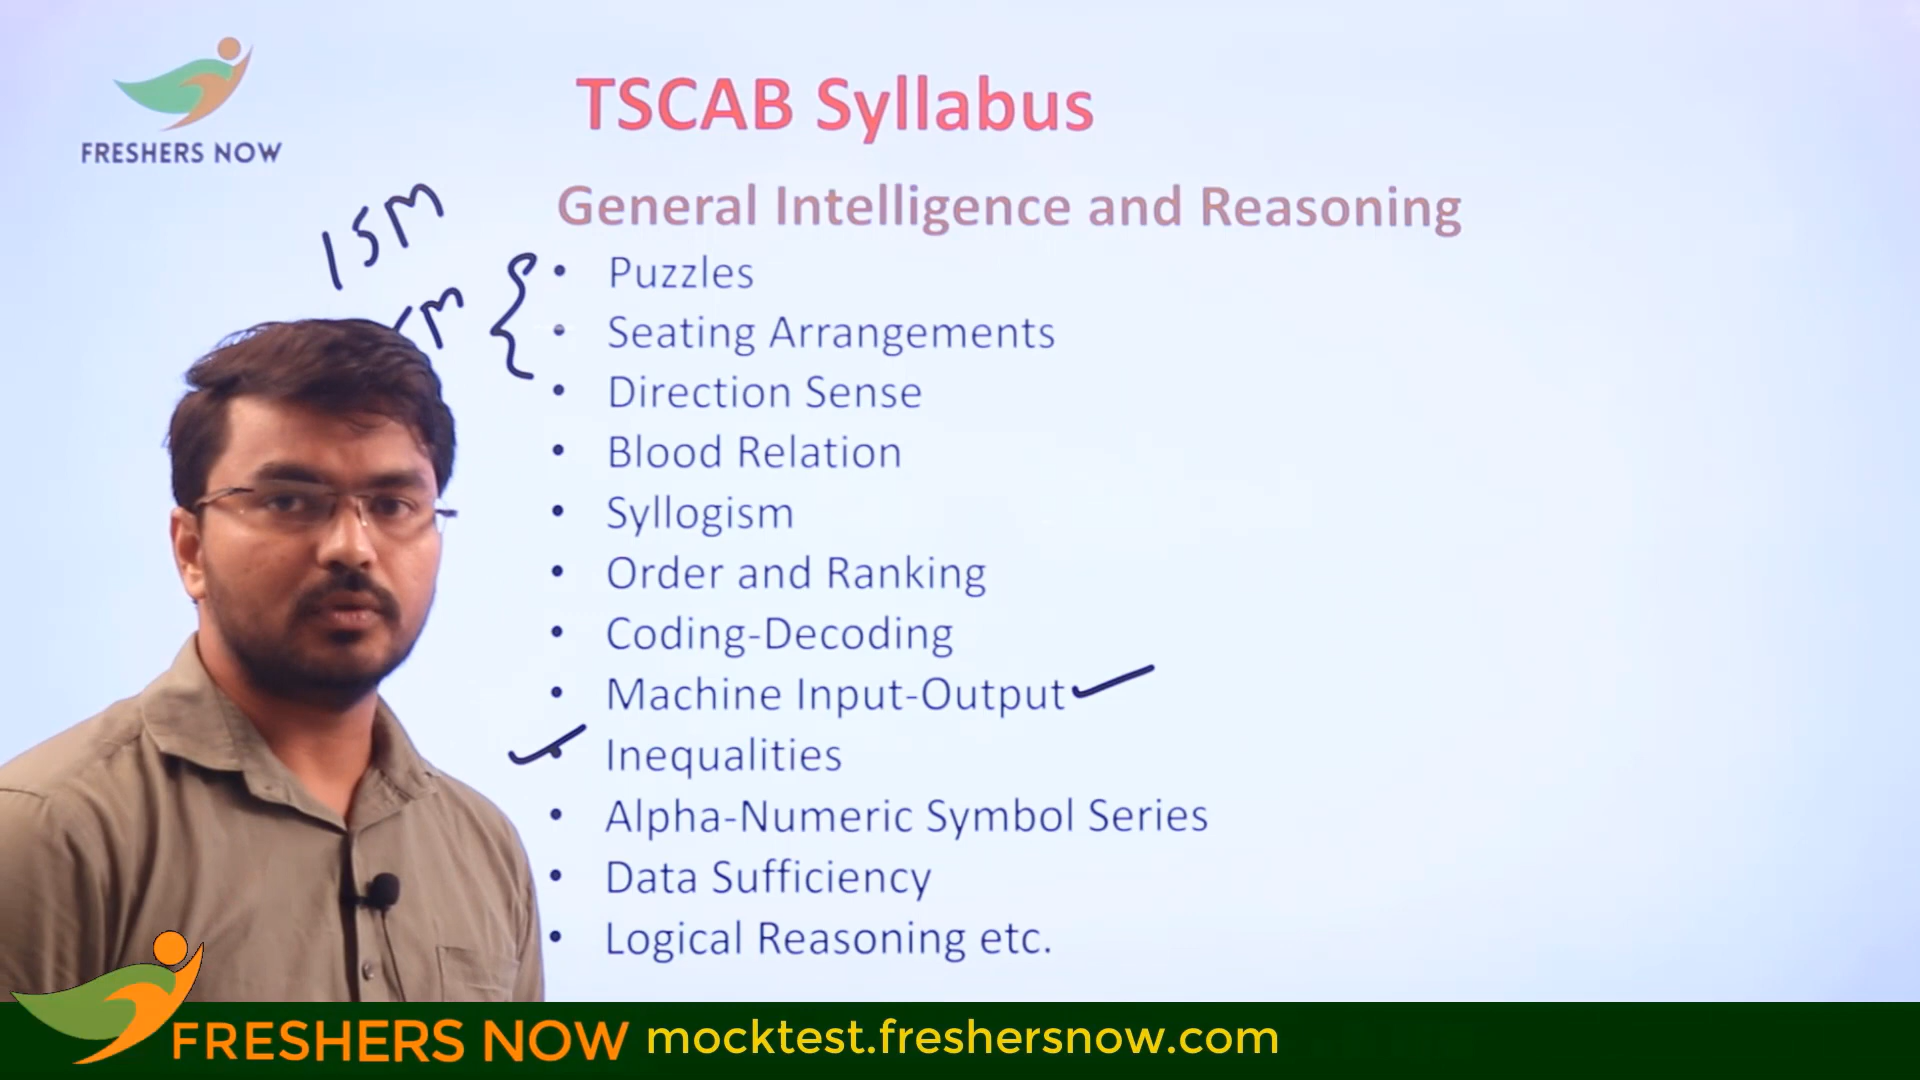 FRESHERS NOW
TSCAB Syllabus
General Intelligence and Reasoning
15M
• Puzzles
• Seating Arrangements
• Direction Sense
• Blood Relation
• Syllogism
• Order and Ranking
• Coding-Decoding
• Machine Input-Output
• Inequalities
• Alpha-Numeric Symbol Series
• Data Sufficiency
• Logical Reasoning etc.
FRESHERS NOW mocktest.freshersnow.com